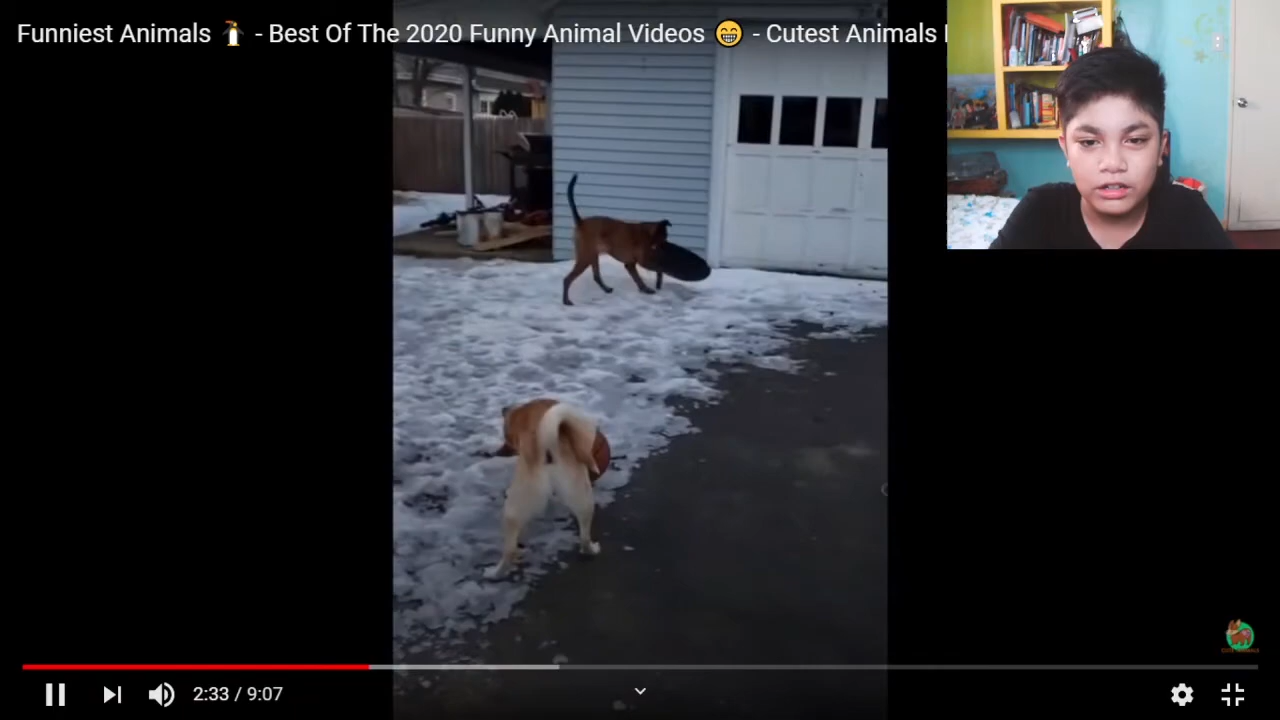 Funniest Animals 🐧 - Best Of The 2020 Funny Animal Videos 😁 - Cutest Animals
2:33 / 9:07